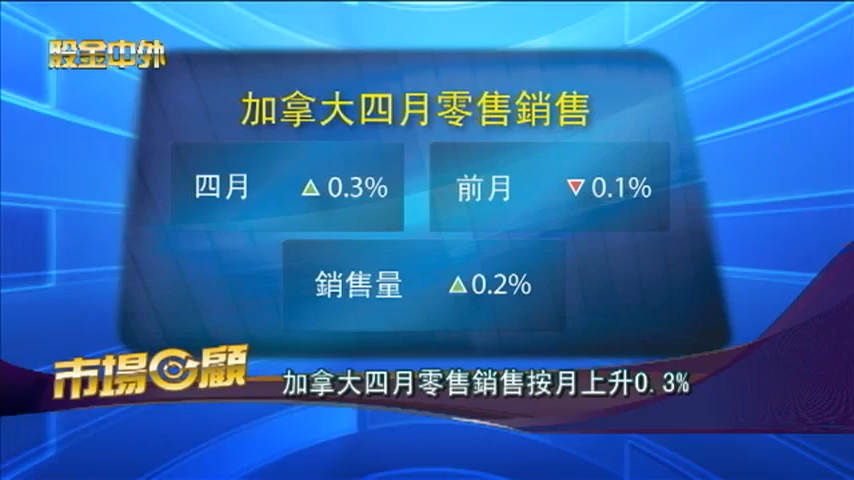 股金中外
加拿大四月零售銷售
四月 ▲ 0.3%
前月 ▼ 0.1%
銷售量 ▲ 0.2%
市場回顧
加拿大四月零售銷售按月上升0.3%